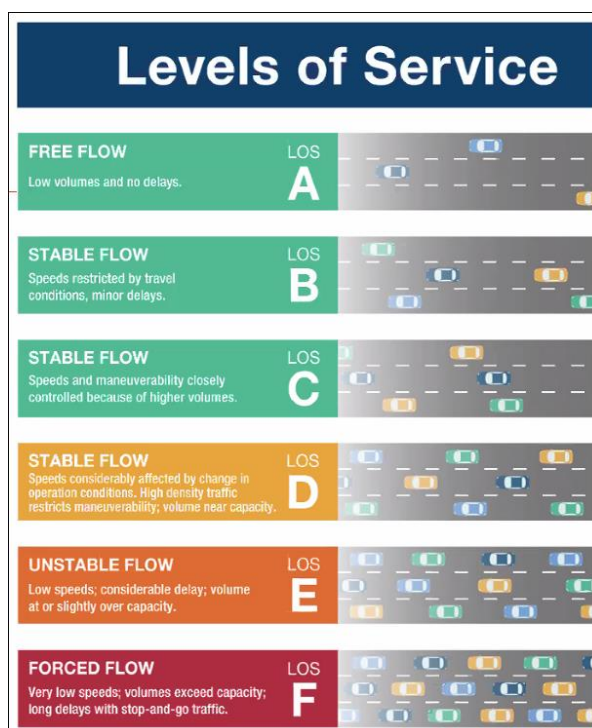 Levels of Service
FREE FLOW
LOS
A
Low volumes and no delays.
STABLE FLOW
LOS
B
Speeds restricted by travel
conditions, minor delays.
STABLE FLOW
LOS
C
Speeds and maneuverability closely
controlled because of higher volumes.
STABLE FLOW
LOS
D
Speeds considerably affected by change in
operation conditions. High density traffic
restricts maneuverability; volume near capacity.
UNSTABLE FLOW
LOS
E
Low speeds; considerable delay; volume
at or slightly over capacity.
FORCED FLOW
LOS
F
Very low speeds; volumes exceed capacity;
long delays with stop-and-go traffic.